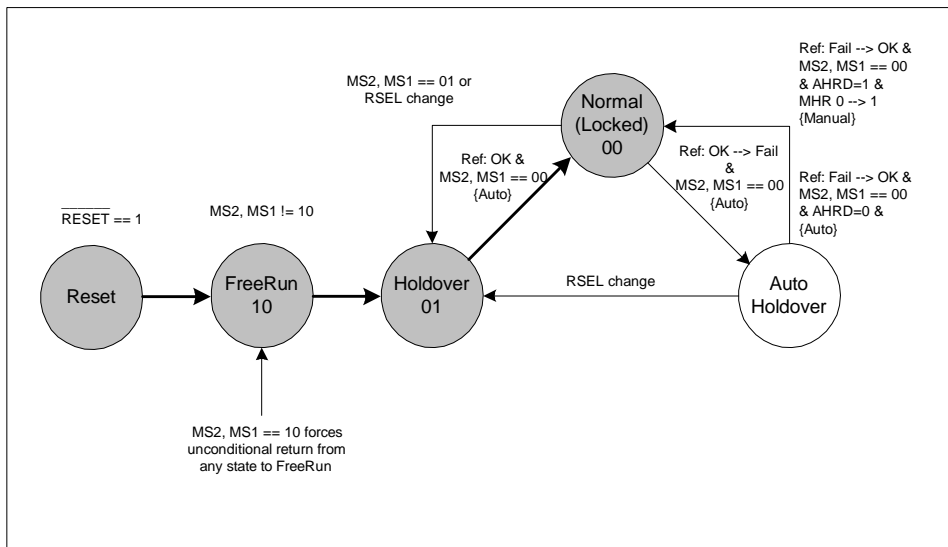 Ref: Fail --> OK &
MS2, MS1 == 00
& AHRD=1 &
MHR 0 --> 1
{Manual}
MS2, MS1 == 01 or
RSEL change
Normal
(Locked)
00
Ref: OK &
MS2, MS1 == 00
{Auto}
Ref: OK --> Fail
&
MS2, MS1 == 00
{Auto}
Ref: Fail --> OK &
MS2, MS1 == 00
& AHRD=0 &
{Auto}
RESET == 1
MS2, MS1 != 10
Reset
FreeRun
10
Holdover
01
RSEL change
Auto
Holdover
MS2, MS1 == 10 forces
unconditional return from
any state to FreeRun